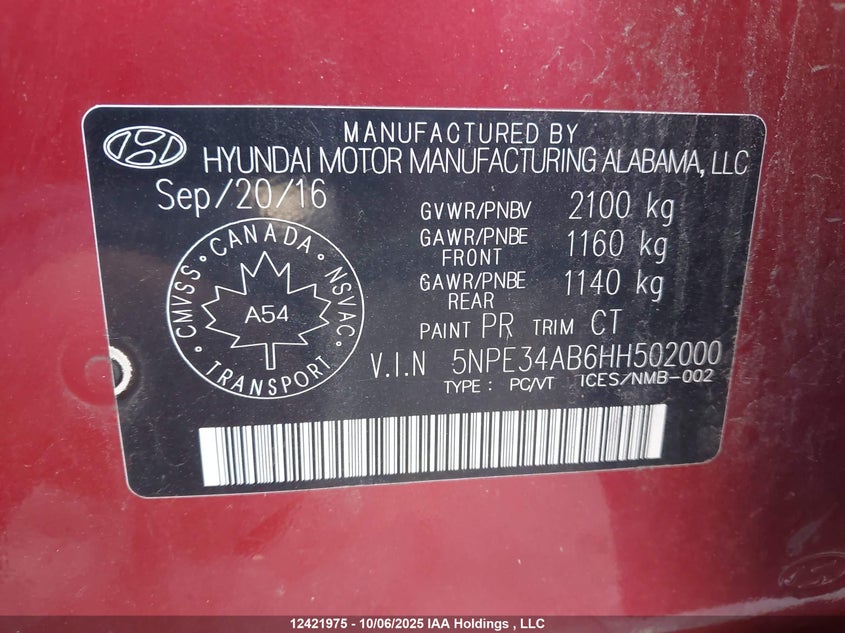 MANUFACTURED BY
HYUNDAI MOTOR MANUFACTURING ALABAMA, LLC
Sep/20/16
GVWR/PNBV 2100 kg
GAWR/PNBE FRONT 1160 kg
GAWR/PNBE REAR 1140 kg
PAINT PR TRIM CT
CANADA
CMVSS · NSVAC
A54
TRANSPORT
V.I.N 5NPE34AB6HH502000
TYPE : PC/VT ICES/NMB-002
12421975 - 10/06/2025 IAA Holdings , LLC